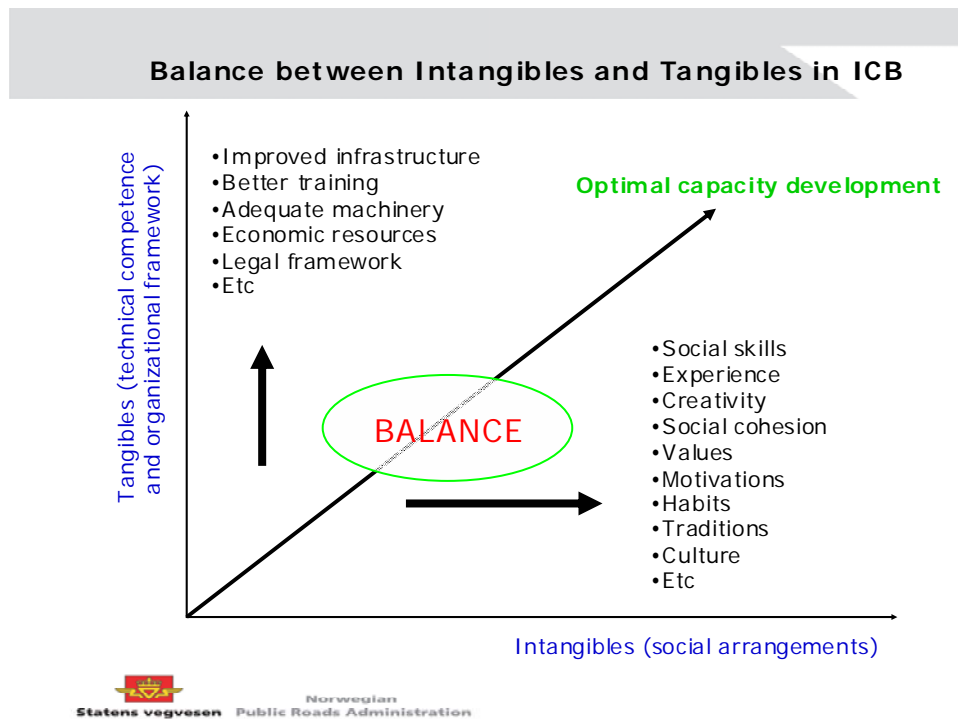 Balance between Intangibles and Tangibles in ICB
Tangibles (technical competence
and organizational framework)
•Improved infrastructure
•Better training
•Adequate machinery
•Economic resources
•Legal framework
•Etc
Optimal capacity development
BALANCE
•Social skills
•Experience
•Creativity
•Social cohesion
•Values
•Motivations
•Habits
•Traditions
•Culture
•Etc
Intangibles (social arrangements)
Statens vegvesen
Norwegian
Public Roads Administration